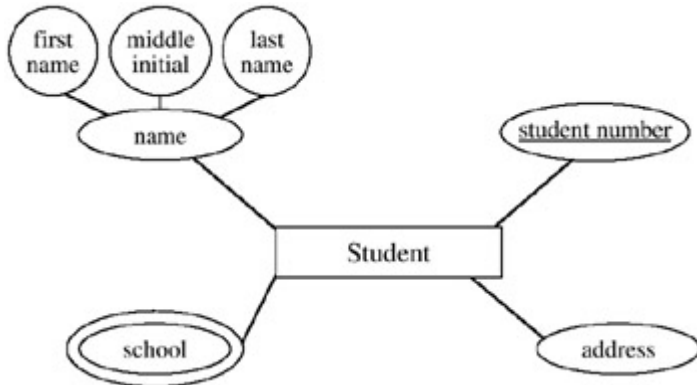 first
name
middle
initial
last
name
name
student number
Student
school
address